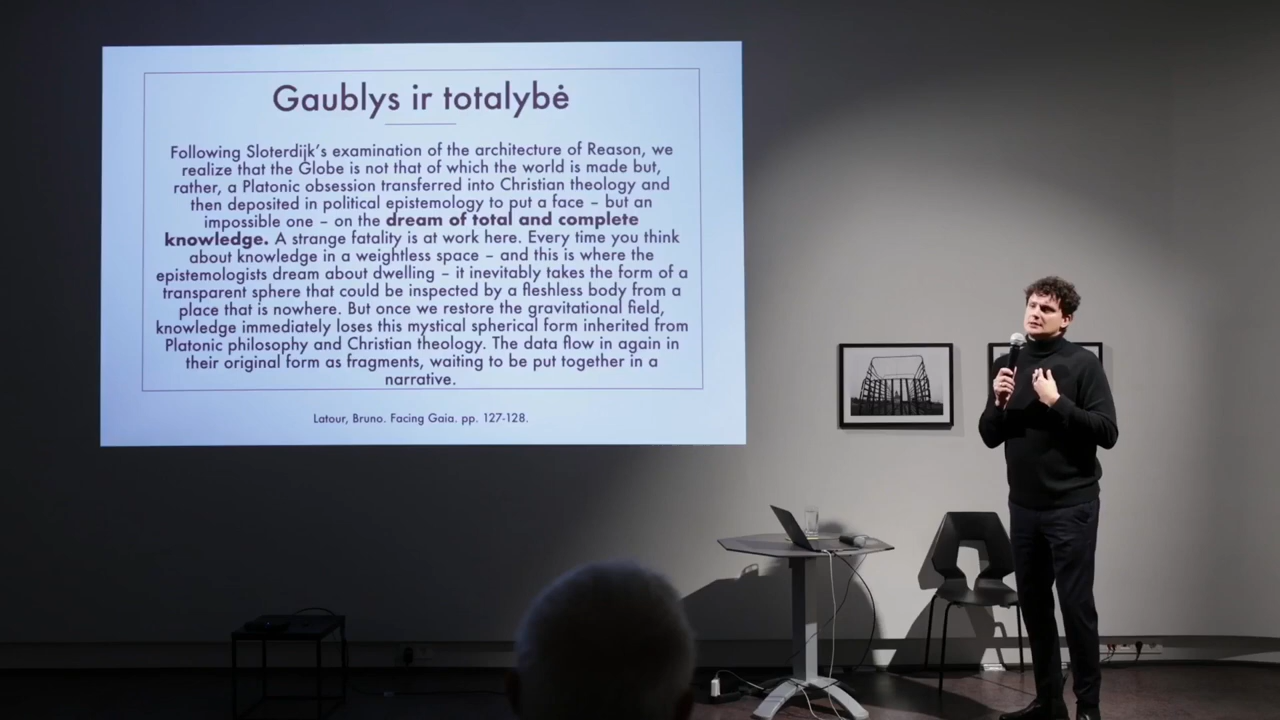 Gaublys ir totalybė
Following Sloterdijk's examination of the architecture of Reason, we
realize that the Globe is not that of which the world is made but,
rather, a Platonic obsession transferred into Christian theology and
then deposited in political epistemology to put a face – but an
impossible one – on the dream of total and complete
knowledge. A strange fatality is at work here. Every time you think
about knowledge in a weightless space – and this is where the
epistemologists dream about dwelling – it inevitably takes the form of a
transparent sphere that could be inspected by a fleshless body from a
place that is nowhere. But once we restore the gravitational field,
knowledge immediately loses this mystical spherical form inherited from
Platonic philosophy and Christian theology. The data flow in again in
their original form as fragments, waiting to be put together in a
narrative.
Latour, Bruno. Facing Gaia. pp. 127-128.